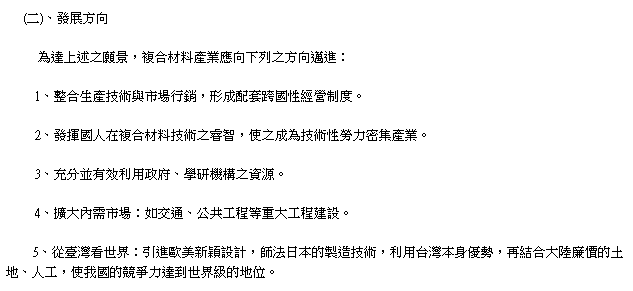 (二)、發展方向
為達上述之願景，複合材料產業應向下列之方向邁進：
1、整合生產技術與市場行銷，形成配套跨國性經營制度。
2、發揮國人在複合材料技術之睿智，使之成為技術性勞力密集產業。
3、充分並有效利用政府、學研機構之資源。
4、擴大內需市場：如交通、公共工程等重大工程建設。
5、從臺灣看世界：引進歐美新穎設計，師法日本的製造技術，利用台灣本身優勢，再結合大陸廉價的土
地、人工，使我國的競爭力達到世界級的地位。